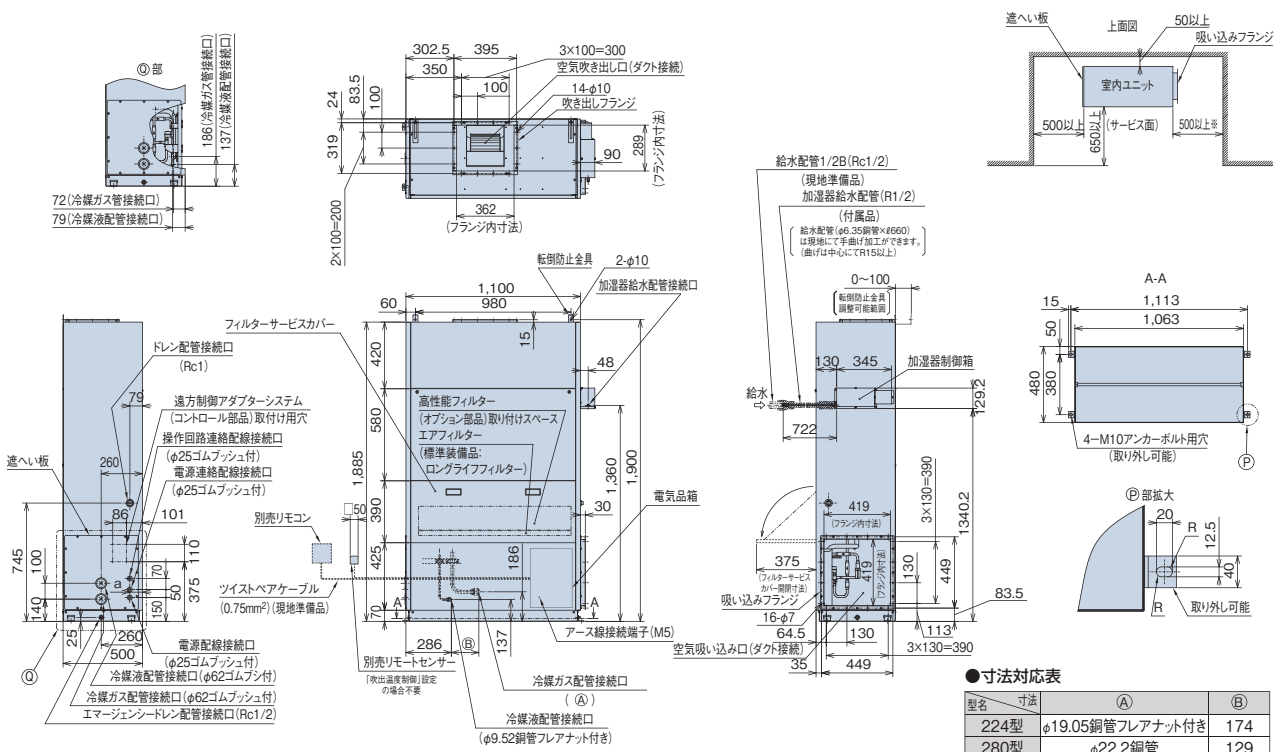 Ⓠ部
186(冷媒ガス管接続口)
137(冷媒液配管接続口)
72(冷媒ガス管接続口)
79(冷媒液配管接続口)
302.5
395
350
3×100=300
空気吹き出し口(ダクト接続)
100
14-φ10
吹き出しフランジ
24
83.5
100
319
2×100=200
289
(フランジ内寸法)
90
362
(フランジ内寸法)
上面図
遮へい板
50以上
吸い込みフランジ
室内ユニット
500以上
650以上
(サービス面)
500以上※
給水配管1/2B(Rc1/2)
(現地準備品)
加湿器給水配管(R1/2)
(付属品)
給水配管(φ6.35銅管×ℓ660)
は現地にて手曲げ加工ができます。
(曲げは中心にてR15以上)
0~100
転倒防止金具
調整可能範囲
130
345
加湿器制御箱
給水
722
129.2
1340.2
419
(フランジ内寸法)
3×130=390
419
(フランジ内寸法)
130
449
375
(フィルターサービス
カバー開閉寸法)
吸い込みフランジ
16-φ7
64.5
空気吸い込み口(ダクト接続)
35
130
449
113
3×130=390
83.5
転倒防止金具
2-φ10
加湿器給水配管接続口
1,100
60
980
15
48
フィルターサービスカバー
420
580
390
425
70
1,885
高性能フィルター
(オプション部品)取り付けスペース
エアフィルター
(標準装備品:
ロングライフフィルター)
1,360
1,900
電気品箱
30
□50
別売リモコン
ツイストペアケーブル
(0.75mm²)(現地準備品)
186
A
A
アース線接続端子(M5)
286
Ⓑ
137
別売リモートセンサー
「吹出温度制御」設定
の場合不要
冷媒ガス配管接続口
(Ⓐ)
冷媒液配管接続口
(φ9.52銅管フレアナット付き)
ドレン配管接続口
(Rc1)
79
遠方制御アダプターシステム
(コントロール部品)取付け用穴
操作回路連絡配線接続口
(φ25ゴムブッシュ付)
電源連絡配線接続口
(φ25ゴムブッシュ付)
遮へい板
260
86
101
745
100
140
25
a
110
70
50
150
375
260
500
Ⓠ
電源配線接続口
(φ25ゴムブッシュ付)
冷媒液配管接続口(φ62ゴムブシ付)
冷媒ガス配管接続口(φ62ゴムブッシュ付)
エマージェンシードレン配管接続口(Rc1/2)
A-A
15
1,113
1,063
50
480
380
4-M10アンカーボルト用穴
(取り外し可能)
Ⓟ
Ⓟ部拡大
20
R
12.5
40
R
取り外し可能
●寸法対応表
型名 寸法 Ⓐ Ⓑ
224型 φ19.05銅管フレアナット付き 174
280型 φ22.2銅管 129